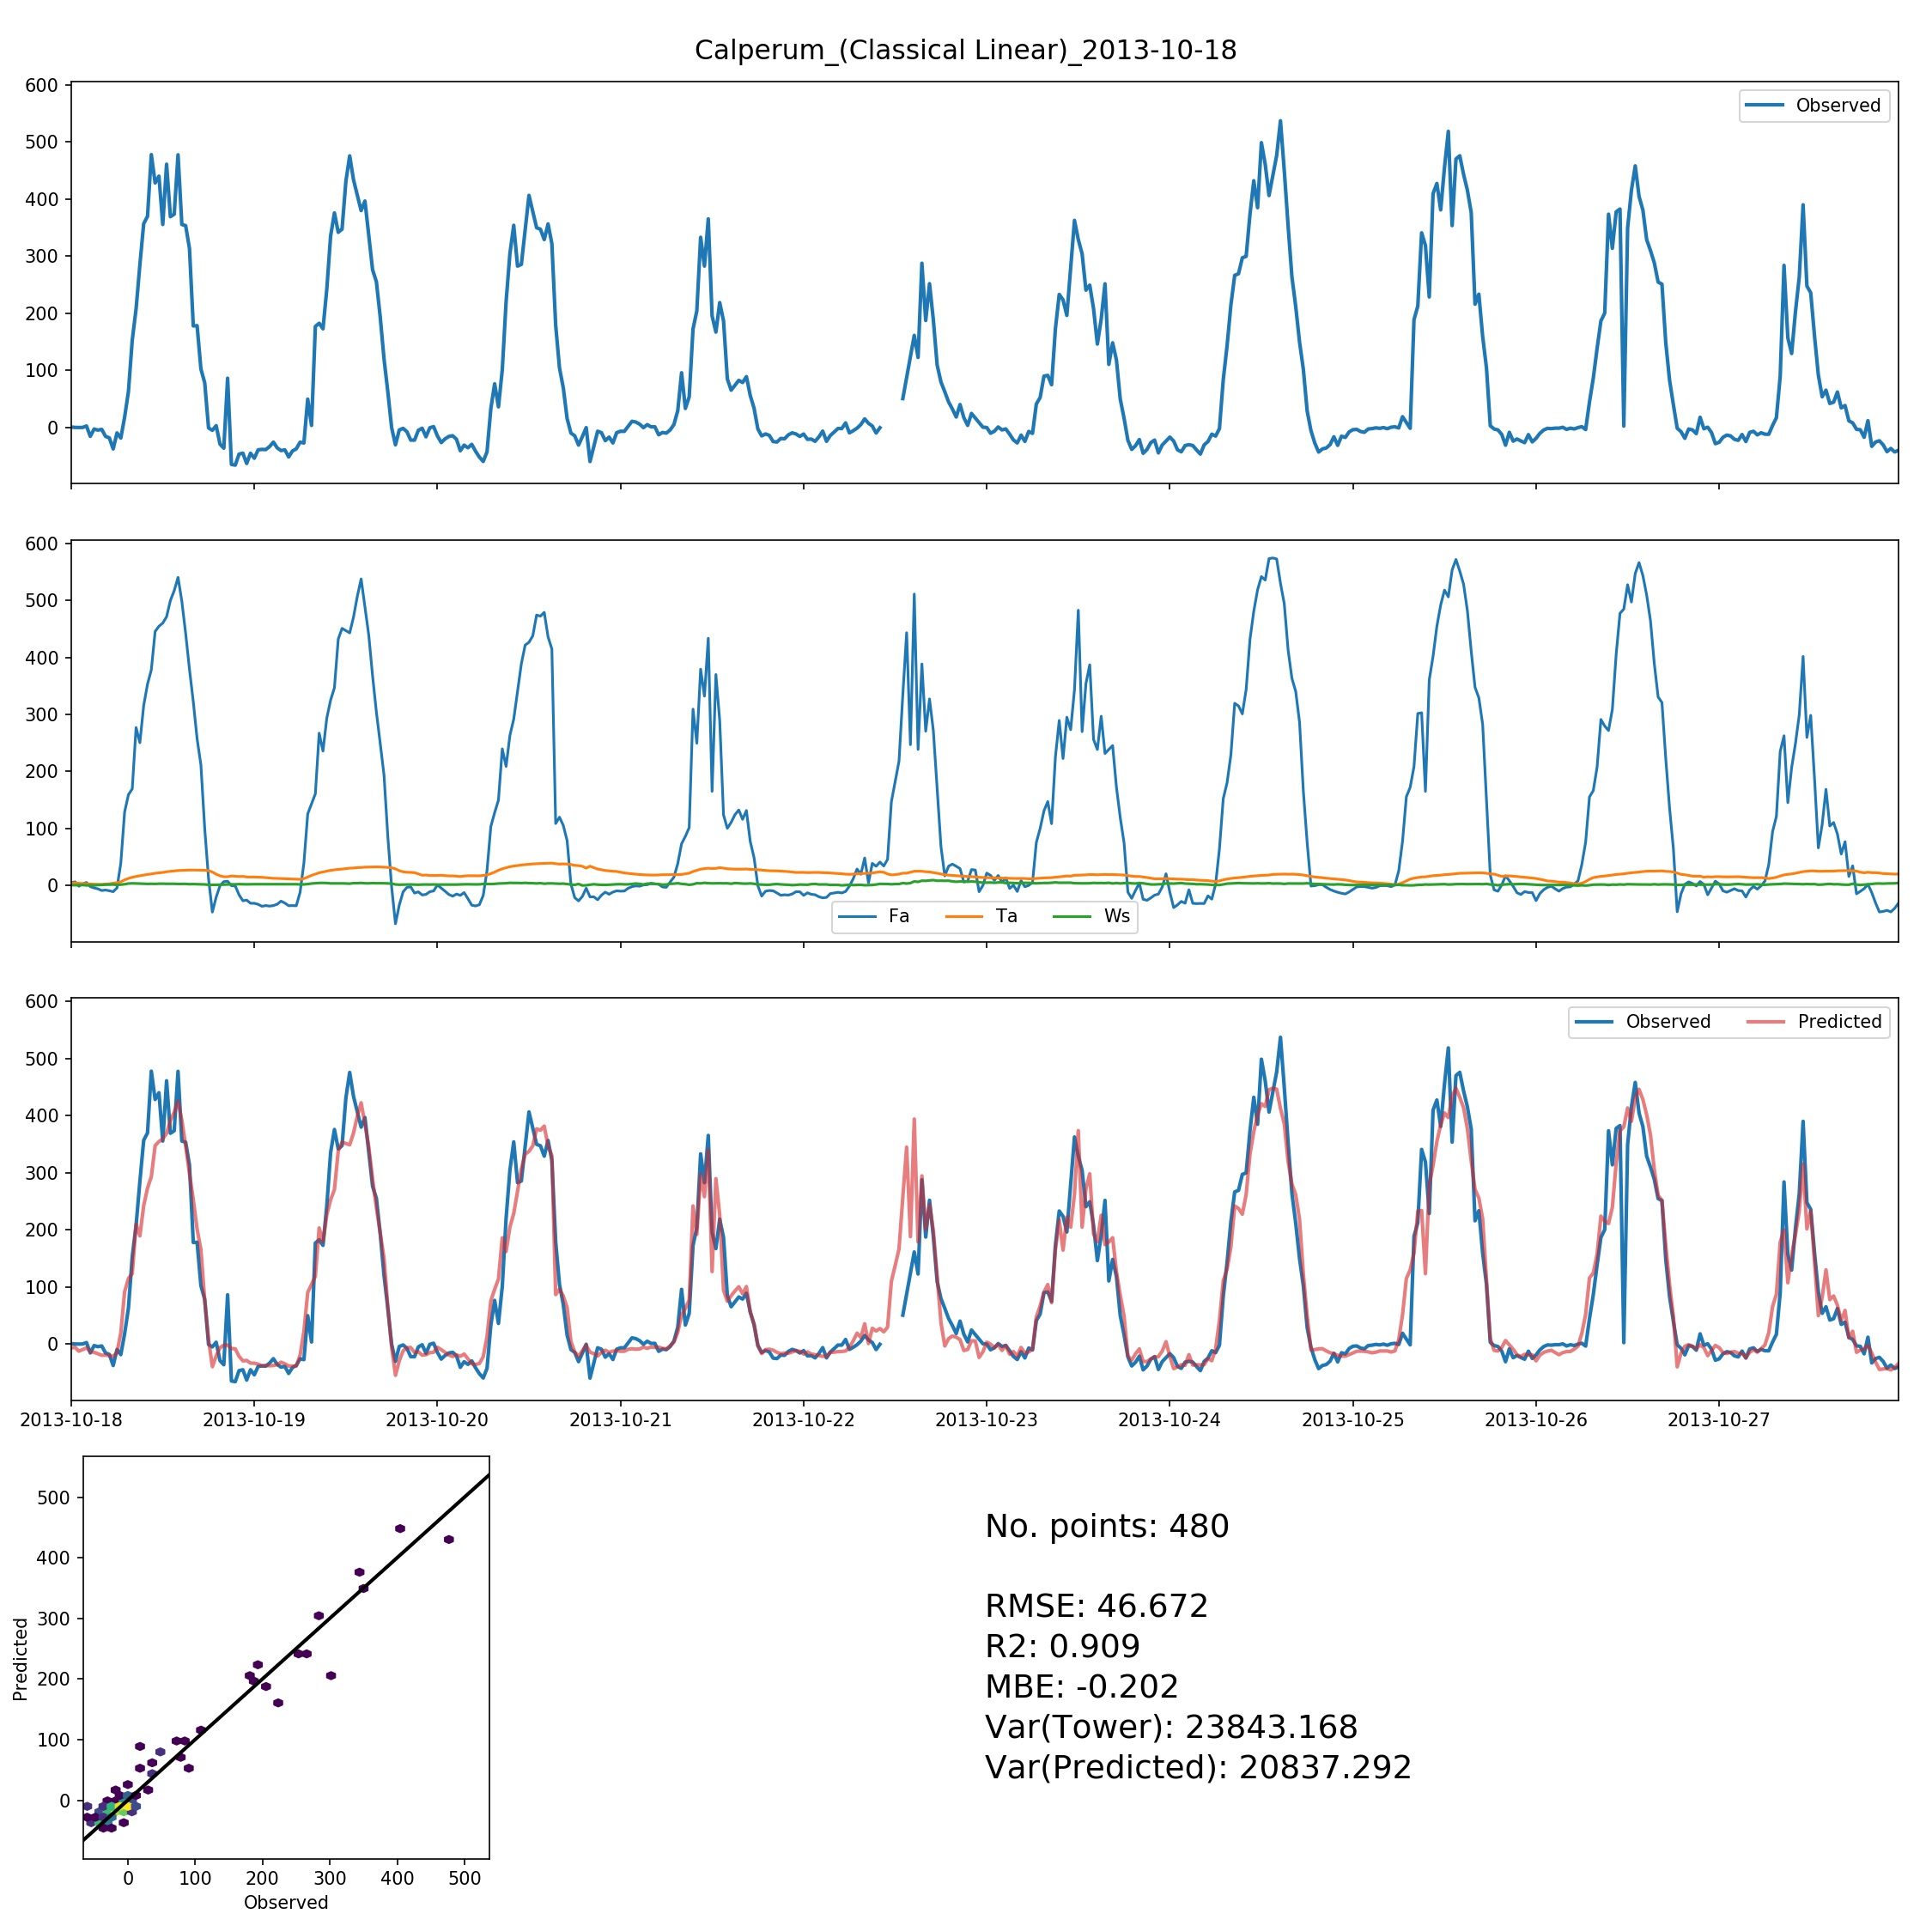 Calperum_(Classical Linear)_2013-10-18
600
500
400
300
200
100
0
Observed
600
500
400
300
200
100
0
Fa Ta Ws
600
500
400
300
200
100
0
Observed Predicted
2013-10-18 2013-10-19 2013-10-20 2013-10-21 2013-10-22 2013-10-23 2013-10-24 2013-10-25 2013-10-26 2013-10-27
500
400
300
200
100
0
Predicted
0 100 200 300 400 500
Observed
No. points: 480
RMSE: 46.672
R2: 0.909
MBE: -0.202
Var(Tower): 23843.168
Var(Predicted): 20837.292